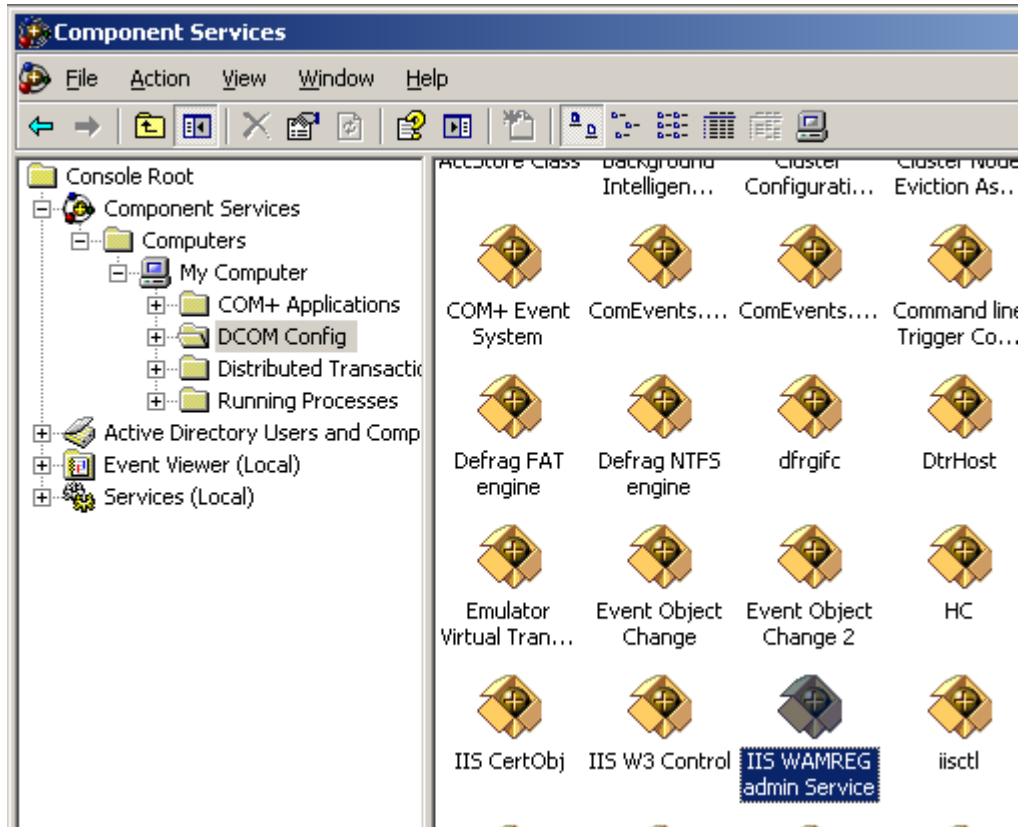 Component Services
File Action View Window Help
Console Root
Component Services
Computers
My Computer
COM+ Applications
DCOM Config
Distributed Transactio
Running Processes
Active Directory Users and Comp
Event Viewer (Local)
Services (Local)
AccStore Class Background Cluster Cluster Node
Intelligen... Configurati... Eviction As..
COM+ Event ComEvents.... ComEvents.... Command line
System Trigger Co...
Defrag FAT Defrag NTFS dfrgifc DtrHost
engine engine
Emulator Event Object Event Object HC
Virtual Tran... Change Change 2
IIS CertObj IIS W3 Control IIS WAMREG iisctl
admin Service